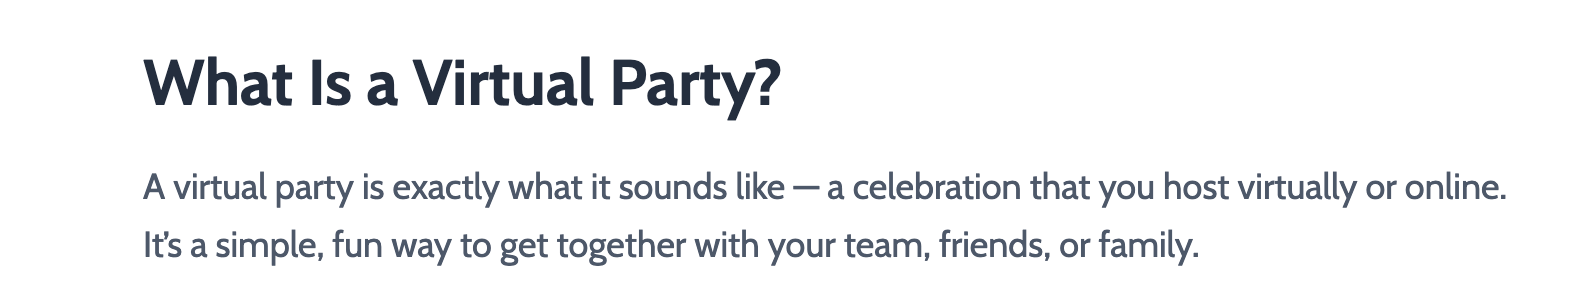 What Is a Virtual Party?
A virtual party is exactly what it sounds like — a celebration that you host virtually or online.
It’s a simple, fun way to get together with your team, friends, or family.